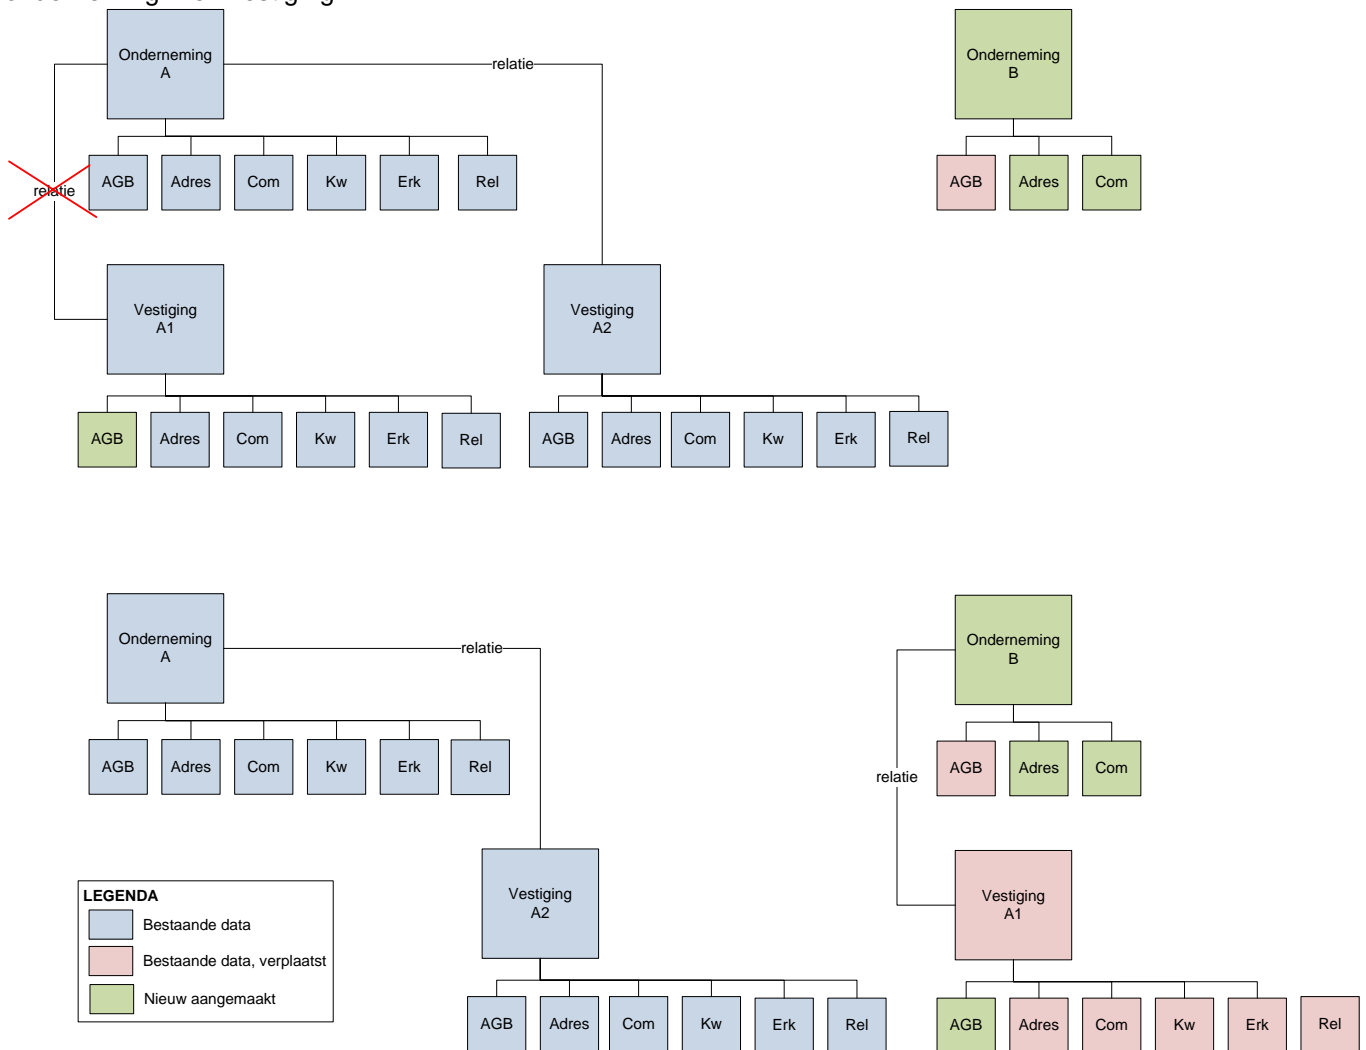 Onderneming
A
relatie
Onderneming
B
relatie
AGB
Adres
Com
Kw
Erk
Rel
AGB
Adres
Com
Vestiging
A1
Vestiging
A2
AGB
Adres
Com
Kw
Erk
Rel
AGB
Adres
Com
Kw
Erk
Rel
Onderneming
A
relatie
Onderneming
B
AGB
Adres
Com
Kw
Erk
Rel
AGB
Adres
Com
relatie
Vestiging
A2
Vestiging
A1
LEGENDA
Bestaande data
Bestaande data, verplaatst
Nieuw aangemaakt
AGB
Adres
Com
Kw
Erk
Rel
AGB
Adres
Com
Kw
Erk
Rel